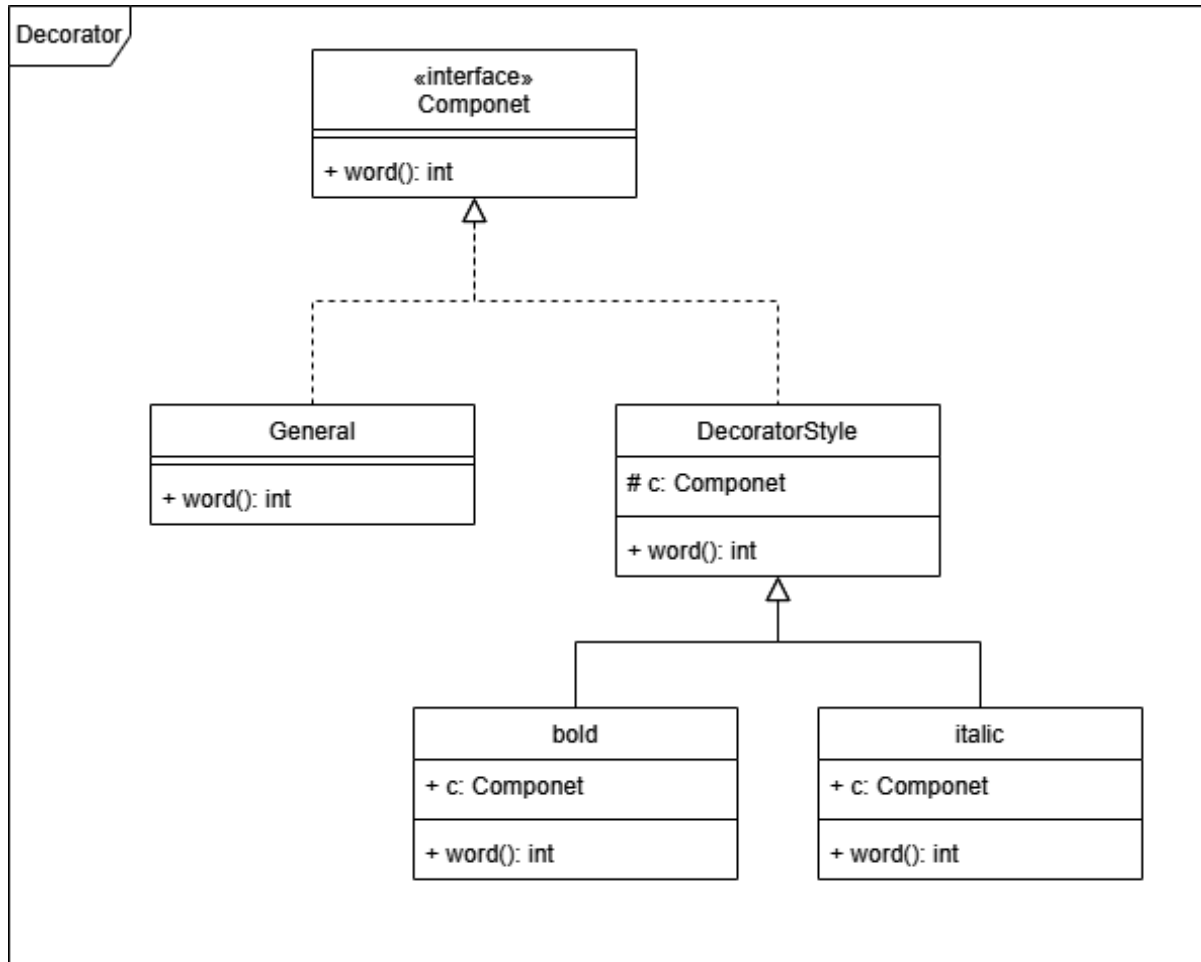 Decorator
«interface»
Componet
+ word(): int
General
+ word(): int
DecoratorStyle
# c: Componet
+ word(): int
bold
+ c: Componet
+ word(): int
italic
+ c: Componet
+ word(): int